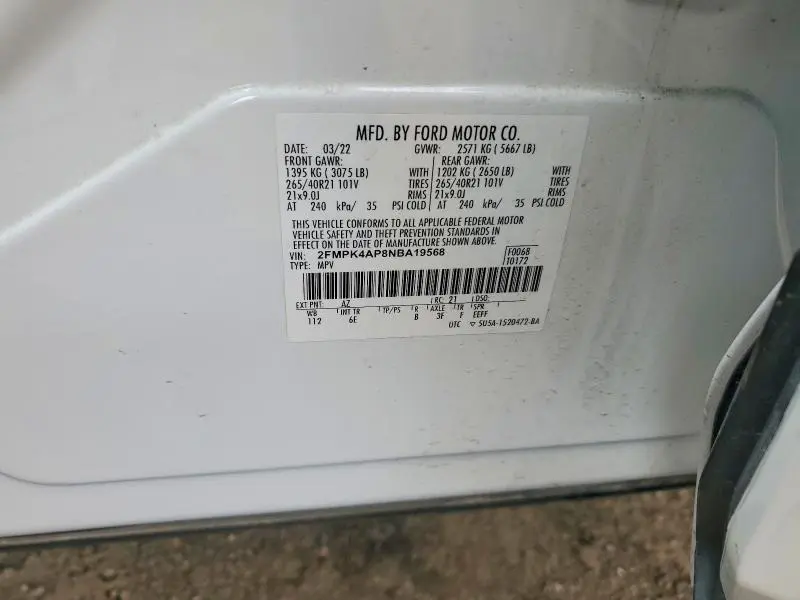 MFD. BY FORD MOTOR CO.
DATE: 03/22 GVWR: 2571 KG ( 5667 LB)
FRONT GAWR: REAR GAWR:
1395 KG ( 3075 LB) WITH 1202 KG ( 2650 LB) WITH
265/40R21 101V TIRES 265/40R21 101V TIRES
21x9.0J RIMS 21x9.0J RIMS
AT 240 kPa/ 35 PSI COLD AT 240 kPa/ 35 PSI COLD
THIS VEHICLE CONFORMS TO ALL APPLICABLE FEDERAL MOTOR
VEHICLE SAFETY AND THEFT PREVENTION STANDARDS IN
EFFECT ON THE DATE OF MANUFACTURE SHOWN ABOVE.
VIN: 2FMPK4AP8NBA19568 F0068
TYPE: MPV T0172
EXT PNT: AZ RC: 21 DSO:
WB INT TR TP/PS R AXLE TR SPR
112 6E B 3F F EEFF
UTC ▽ 5U5A-1520472-BA